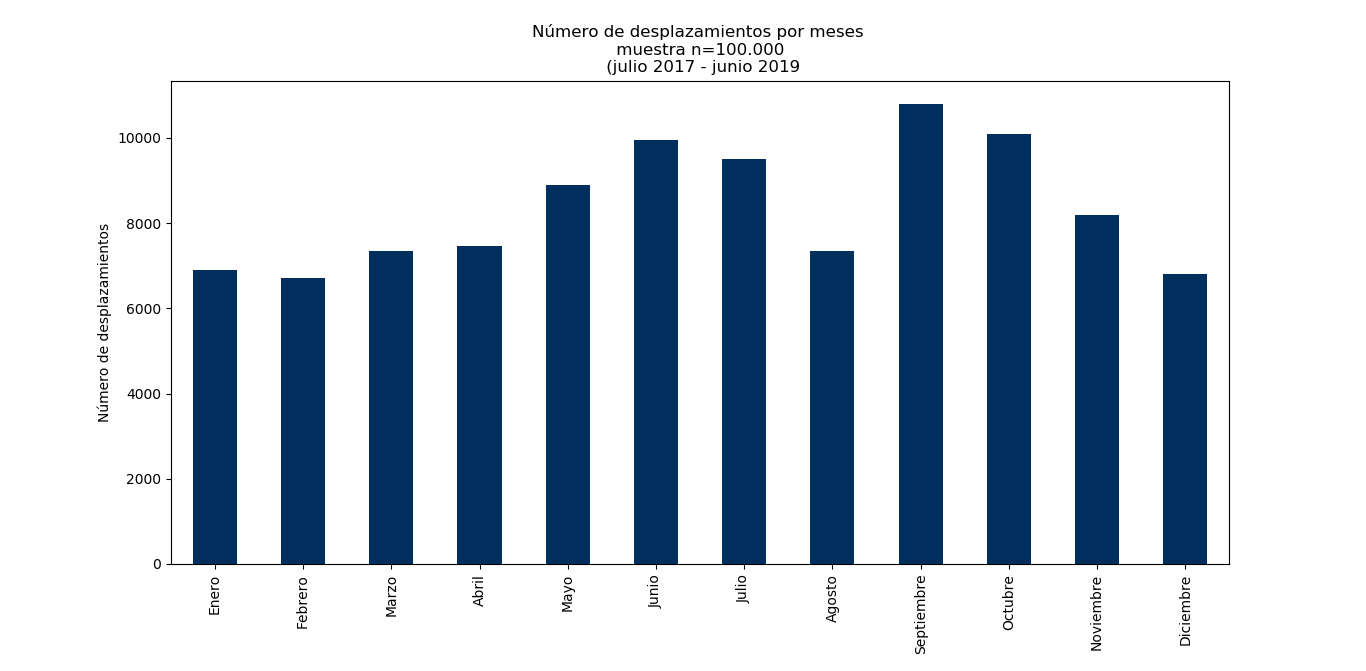 Número de desplazamientos por meses
muestra n=100.000
(julio 2017 - junio 2019
Número de desplazamientos
10000
8000
6000
4000
2000
0
Enero
Febrero
Marzo
Abril
Mayo
Junio
Julio
Agosto
Septiembre
Octubre
Noviembre
Diciembre